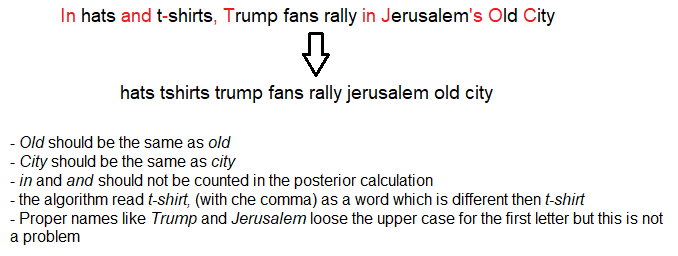 In hats and t-shirts, Trump fans rally in Jerusalem's Old City
hats tshirts trump fans rally jerusalem old city
- Old should be the same as old
- City should be the same as city
- in and and should not be counted in the posterior calculation
- the algorithm read t-shirt, (with che comma) as a word which is different then t-shirt
- Proper names like Trump and Jerusalem loose the upper case for the first letter but this is not
a problem